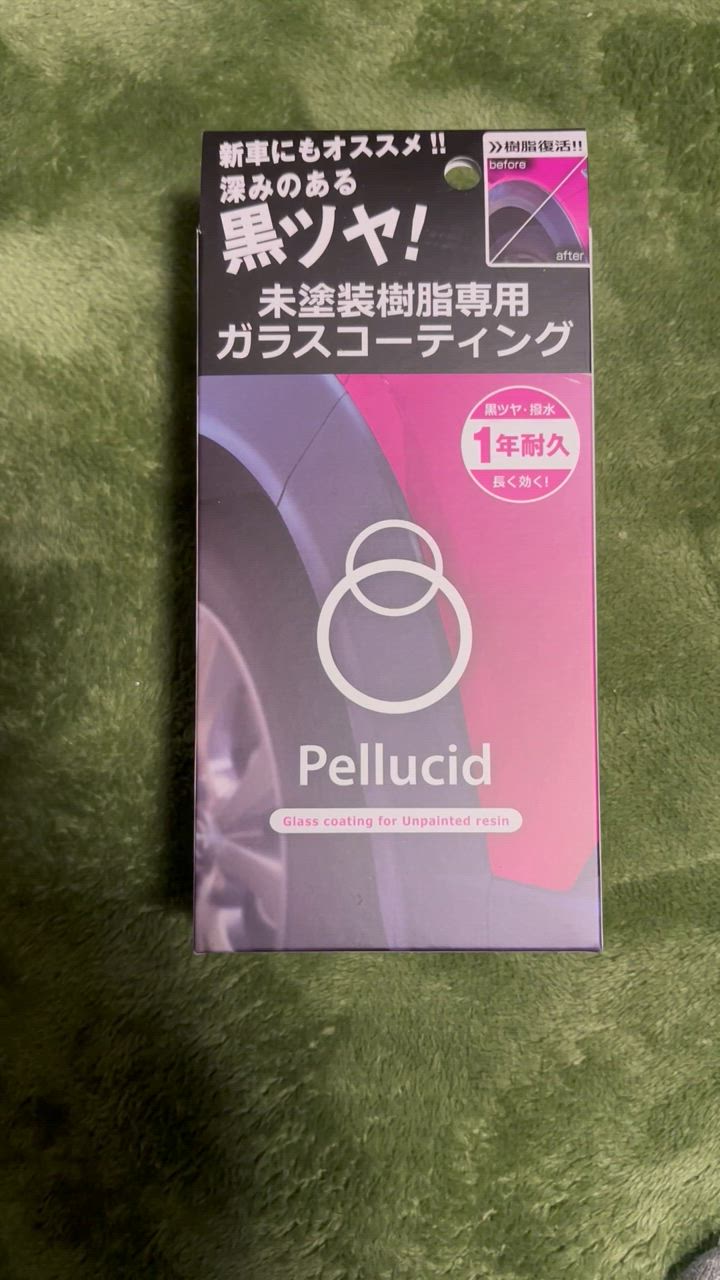 新車にもオススメ!!
深みのある
黒ツヤ!
»樹脂復活!!
before
after
未塗装樹脂専用
ガラスコーティング
黒ツヤ・撥水
1年耐久
長く効く!
Pellucid
Glass coating for Unpainted resin